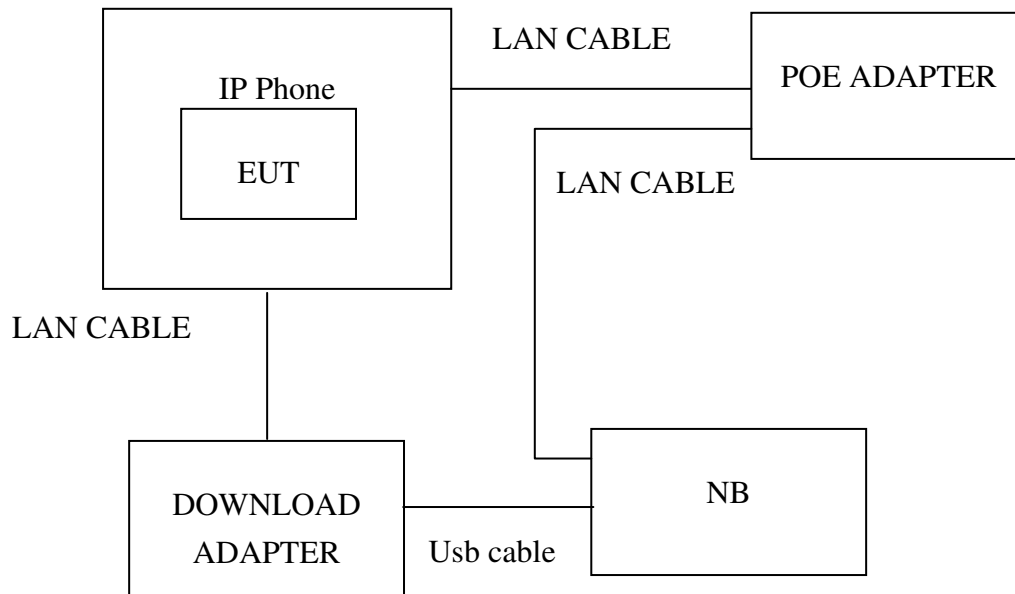 LAN CABLE
POE ADAPTER
IP Phone
EUT
LAN CABLE
LAN CABLE
DOWNLOAD
ADAPTER
Usb cable
NB